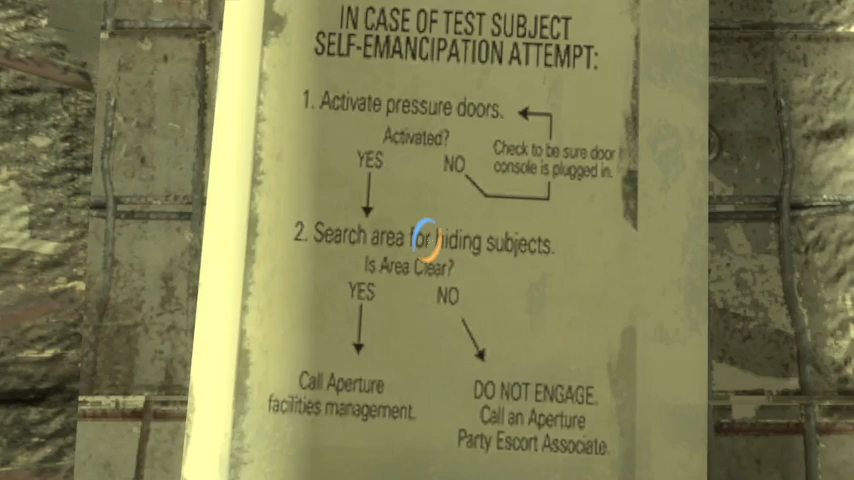 IN CASE OF TEST SUBJECT
SELF-EMANCIPATION ATTEMPT:
1. Activate pressure doors.
Activated?
YES
NO
Check to be sure door
console is plugged in.
2. Search area for hiding subjects.
Is Area Clear?
YES
NO
Call Aperture
facilities management.
DO NOT ENGAGE.
Call an Aperture
Party Escort Associate.